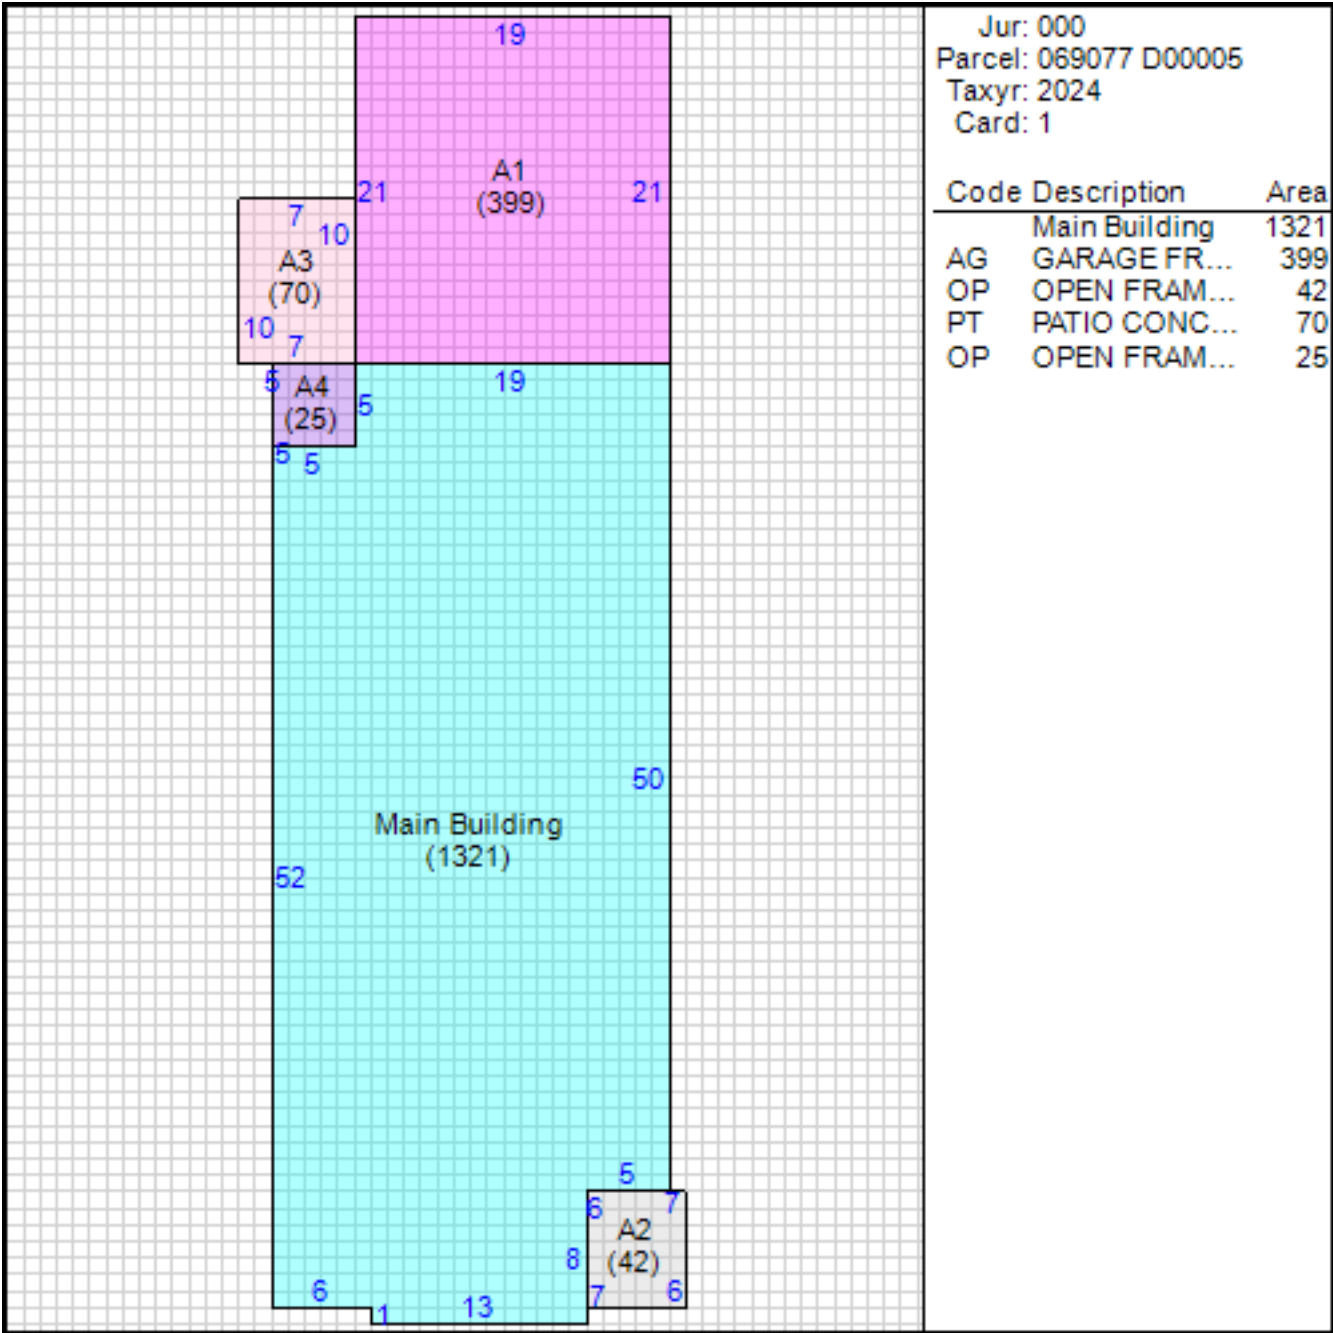 19
A1
(399)
21
21
7
10
A3
(70)
10
7
5
A4
(25)
5
19
5
5
50
Main Building
(1321)
52
5
6
7
A2
(42)
8
6
7
6
1
13
Jur: 000
Parcel: 069077 D00005
Taxyr: 2024
Card: 1
Code Description Area
Main Building 1321
AG GARAGE FR... 399
OP OPEN FRAM... 42
PT PATIO CONC... 70
OP OPEN FRAM... 25